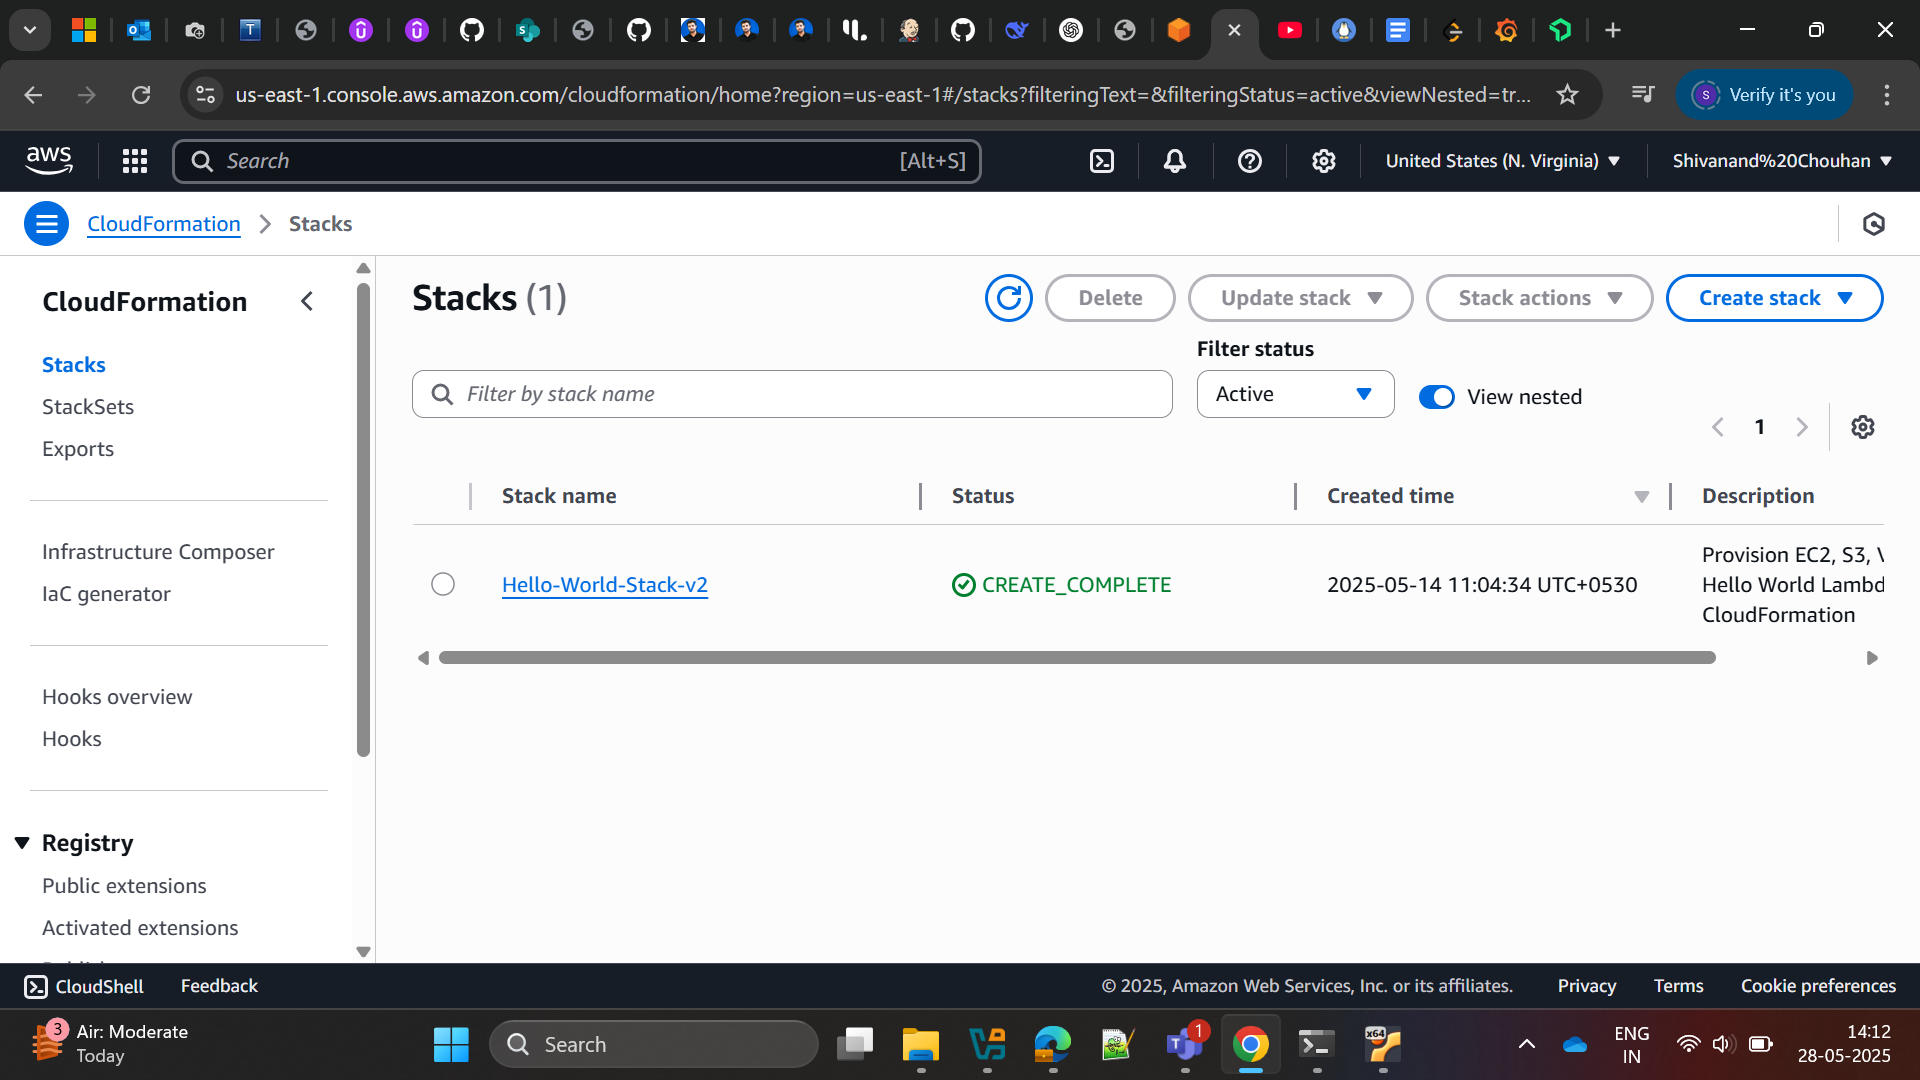 us-east-1.console.aws.amazon.com/cloudformation/home?region=us-east-1#/stacks?filteringText=&filteringStatus=active&viewNested=tr...
Verify it's you
aws
Search
[Alt+S]
United States (N. Virginia)
Shivanand%20Chouhan
CloudFormation
Stacks
CloudFormation
Stacks
StackSets
Exports
Infrastructure Composer
IaC generator
Hooks overview
Hooks
Registry
Public extensions
Activated extensions
Stacks (1)
Delete
Update stack
Stack actions
Create stack
Filter by stack name
Filter status
Active
View nested
1
Stack name
Status
Created time
Description
Hello-World-Stack-v2
CREATE_COMPLETE
2025-05-14 11:04:34 UTC+0530
Provision EC2, S3, V
Hello World Lambd
CloudFormation
CloudShell
Feedback
© 2025, Amazon Web Services, Inc. or its affiliates.
Privacy
Terms
Cookie preferences
3
Air: Moderate
Today
Search
1
x64
ENG
IN
14:12
28-05-2025